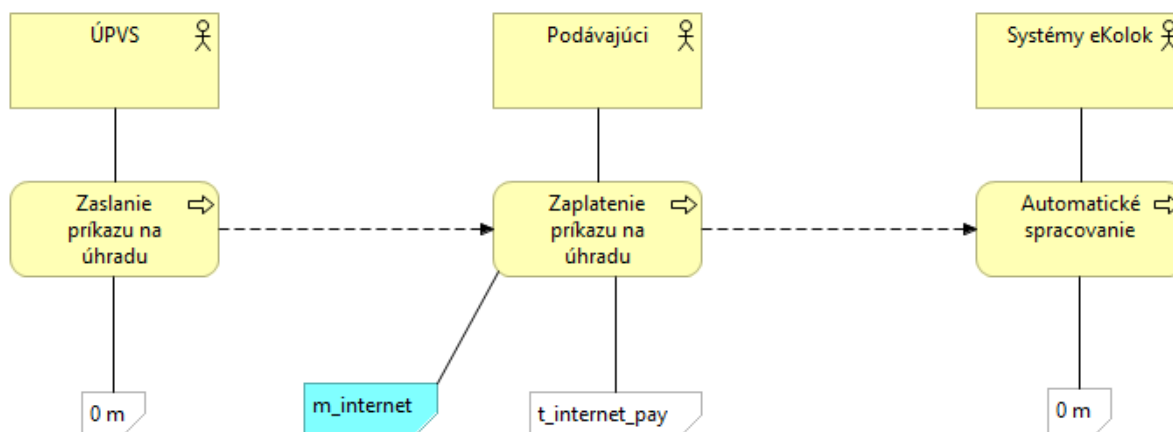 ÚPVS
Podávajúci
Systémy eKolok
Zaslanie
príkazu na
úhradu
Zaplatenie
príkazu na
úhradu
Automatické
spracovanie
0 m
m_internet
t_internet_pay
0 m